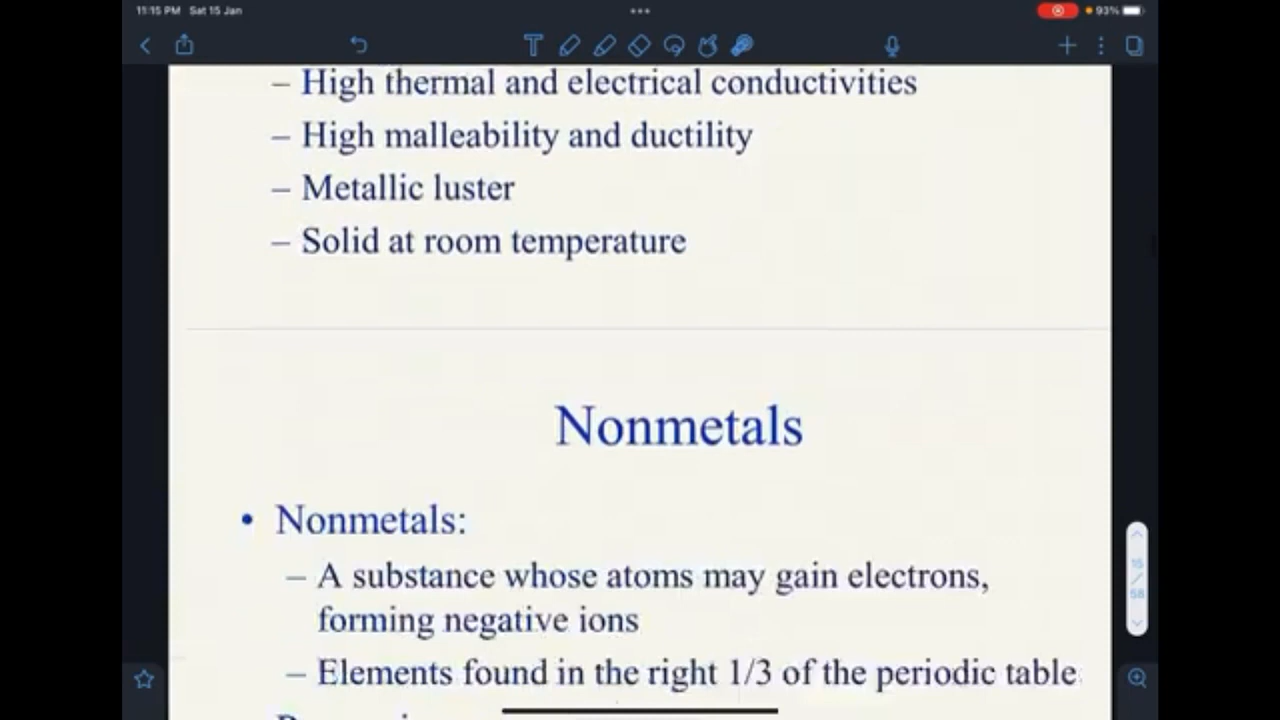 11:15 PM Sat 15 Jan
93%
– High thermal and electrical conductivities
– High malleability and ductility
– Metallic luster
– Solid at room temperature
Nonmetals
• Nonmetals:
– A substance whose atoms may gain electrons,
forming negative ions
– Elements found in the right 1/3 of the periodic table
15
/
58